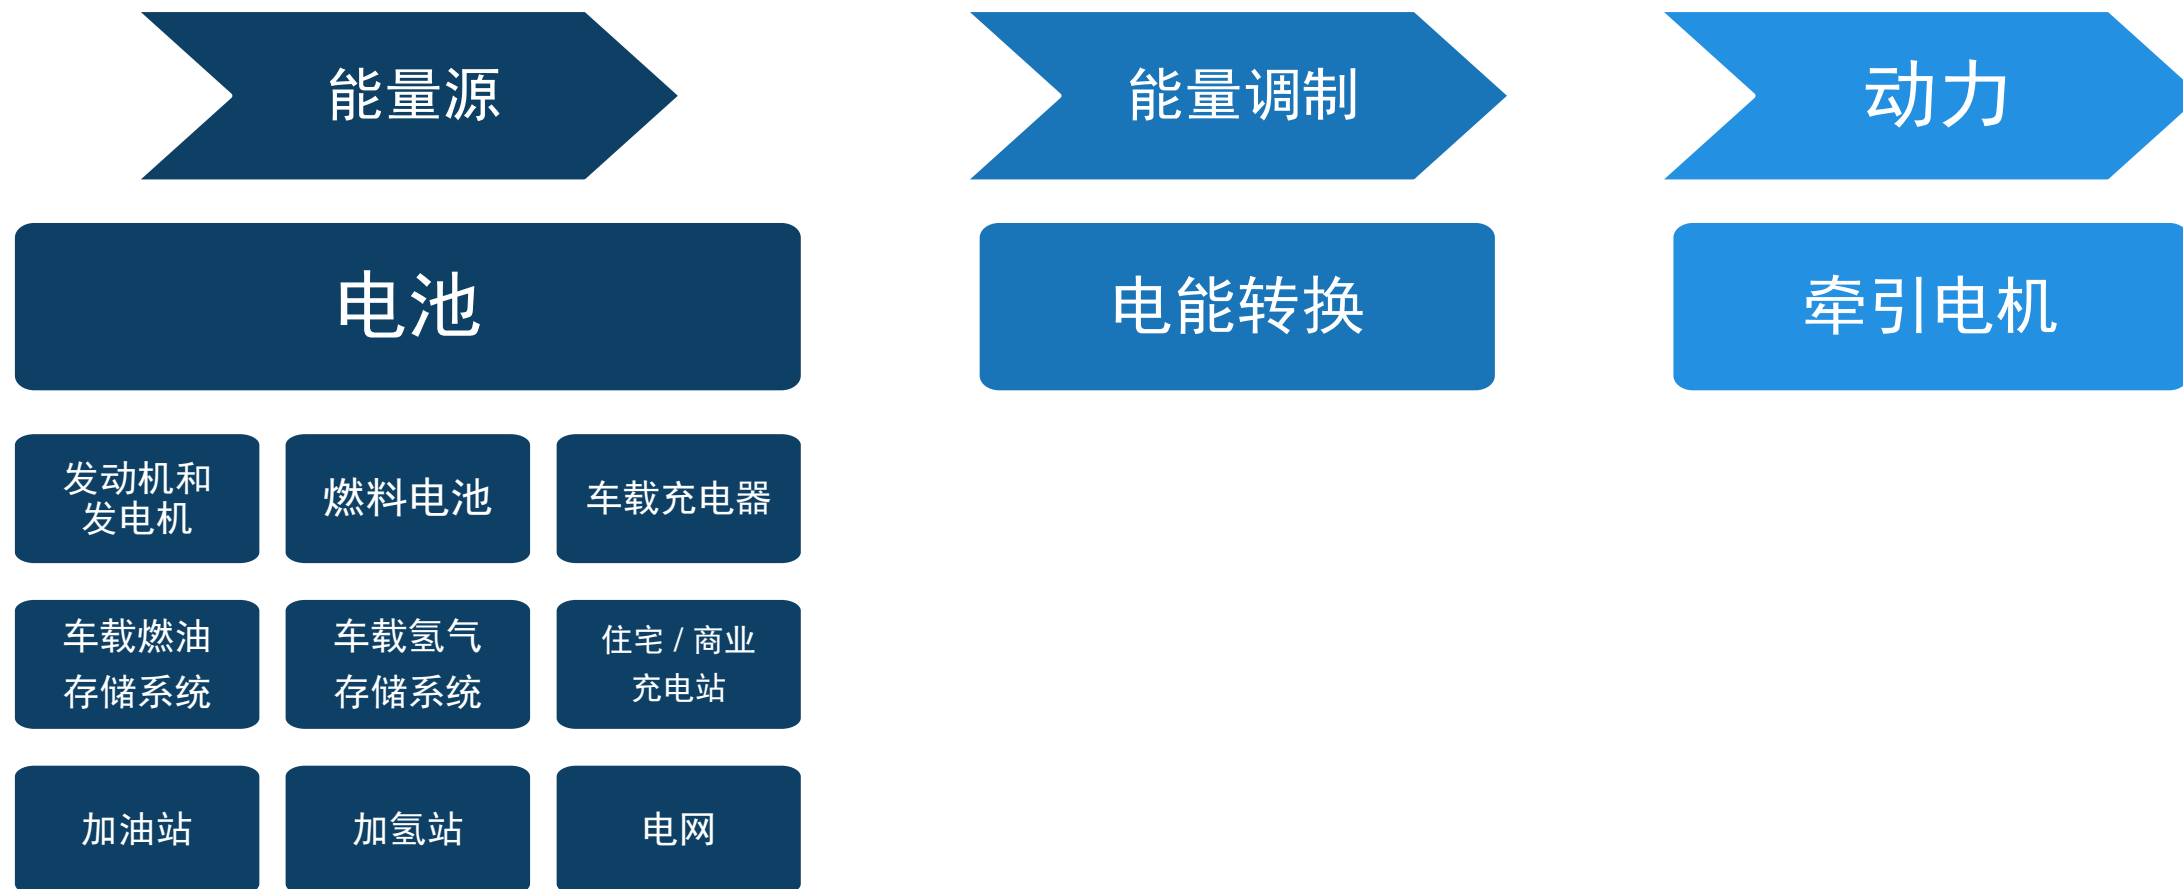 能量源
能量调制
动力
电池
电能转换
牵引电机
发动机和
发电机
燃料电池
车载充电器
车载燃油
存储系统
车载氢气
存储系统
住宅 / 商业
充电站
加油站
加氢站
电网